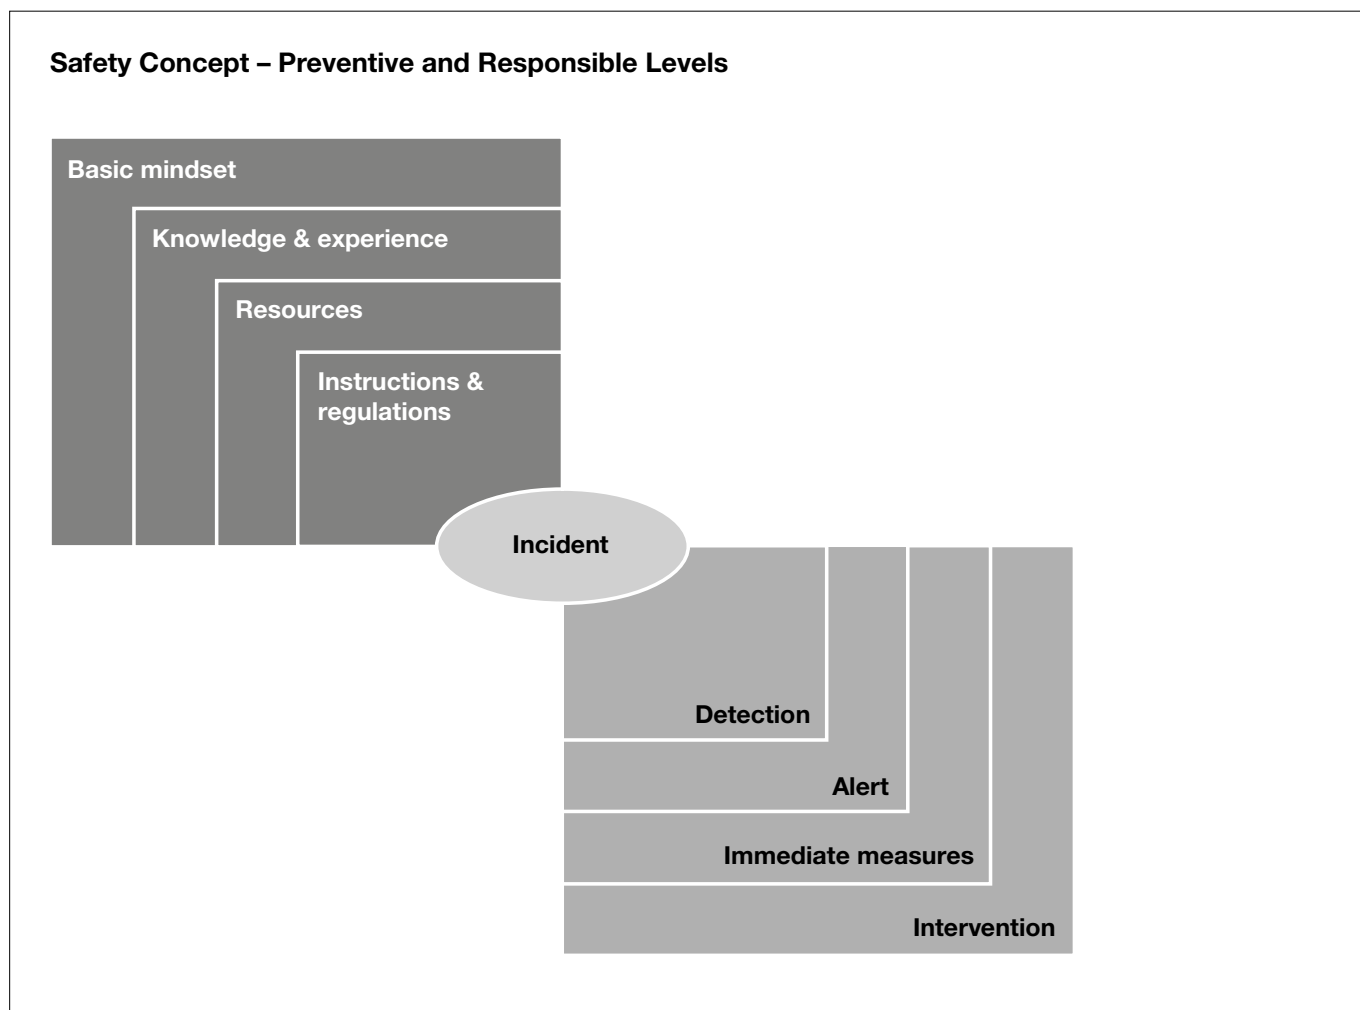 Safety Concept – Preventive and Responsible Levels
Basic mindset
Knowledge & experience
Resources
Instructions &
regulations
Incident
Detection
Alert
Immediate measures
Intervention